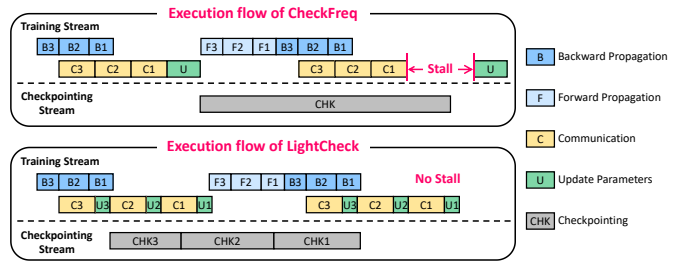 Execution flow of CheckFreq
Training Stream
B3 B2 B1 F3 F2 F1 B3 B2 B1
C3 C2 C1 U C3 C2 C1 Stall U
Checkpointing
Stream
CHK
Execution flow of LightCheck
Training Stream
No Stall
B3 B2 B1 F3 F2 F1 B3 B2 B1
C3 U3 C2 U2 C1 U1 C3 U3 C2 U2 C1 U1
Checkpointing
Stream
CHK3 CHK2 CHK1
B Backward Propagation
F Forward Propagation
C Communication
U Update Parameters
CHK Checkpointing